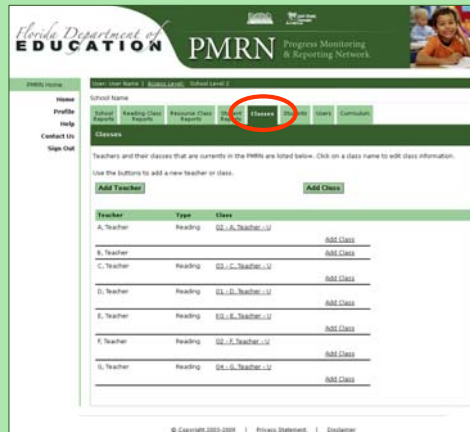 Florida Department of
EDUCATION
PMRN Progress Monitoring
& Reporting Network
PMRN Home
User: User Name | Access Level: School Level 2
Home
Profile
Help
Contact Us
Sign Out
School Name
School Reports Reading Class Reports Resource Class Reports Student Reports Classes Students Users Curriculum
Classes
Teachers and their classes that are currently in the PMRN are listed below. Click on a class name to edit class information.
Use the buttons to add a new teacher or class.
Add Teacher Add Class
Teacher Type Class
A, Teacher Reading 02 - A, Teacher - U
Add Class
B, Teacher Add Class
C, Teacher Reading 03 - C, Teacher - U
Add Class
D, Teacher Reading 01 - D, Teacher - U
Add Class
E, Teacher Reading KG - E, Teacher - U
Add Class
F, Teacher Reading 02 - F, Teacher - U
Add Class
G, Teacher Reading 04 - G, Teacher - U
Add Class
© Copyright 2003-2009 | Privacy Statement | Disclaimer